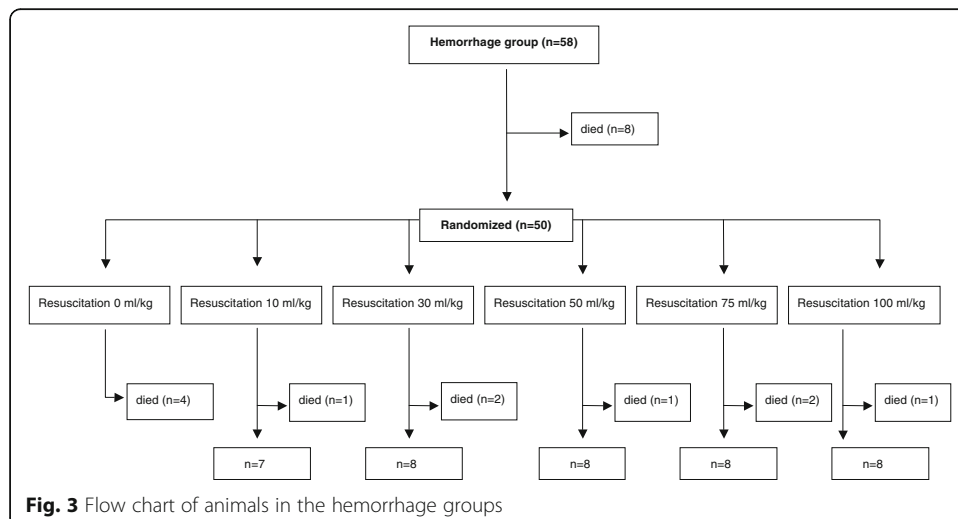 Hemorrhage group (n=58)
died (n=8)
Randomized (n=50)
Resuscitation 0 ml/kg
Resuscitation 10 ml/kg
Resuscitation 30 ml/kg
Resuscitation 50 ml/kg
Resuscitation 75 ml/kg
Resuscitation 100 ml/kg
died (n=4)
died (n=1)
died (n=2)
died (n=1)
died (n=2)
died (n=1)
n=7
n=8
n=8
n=8
n=8
Fig. 3 Flow chart of animals in the hemorrhage groups